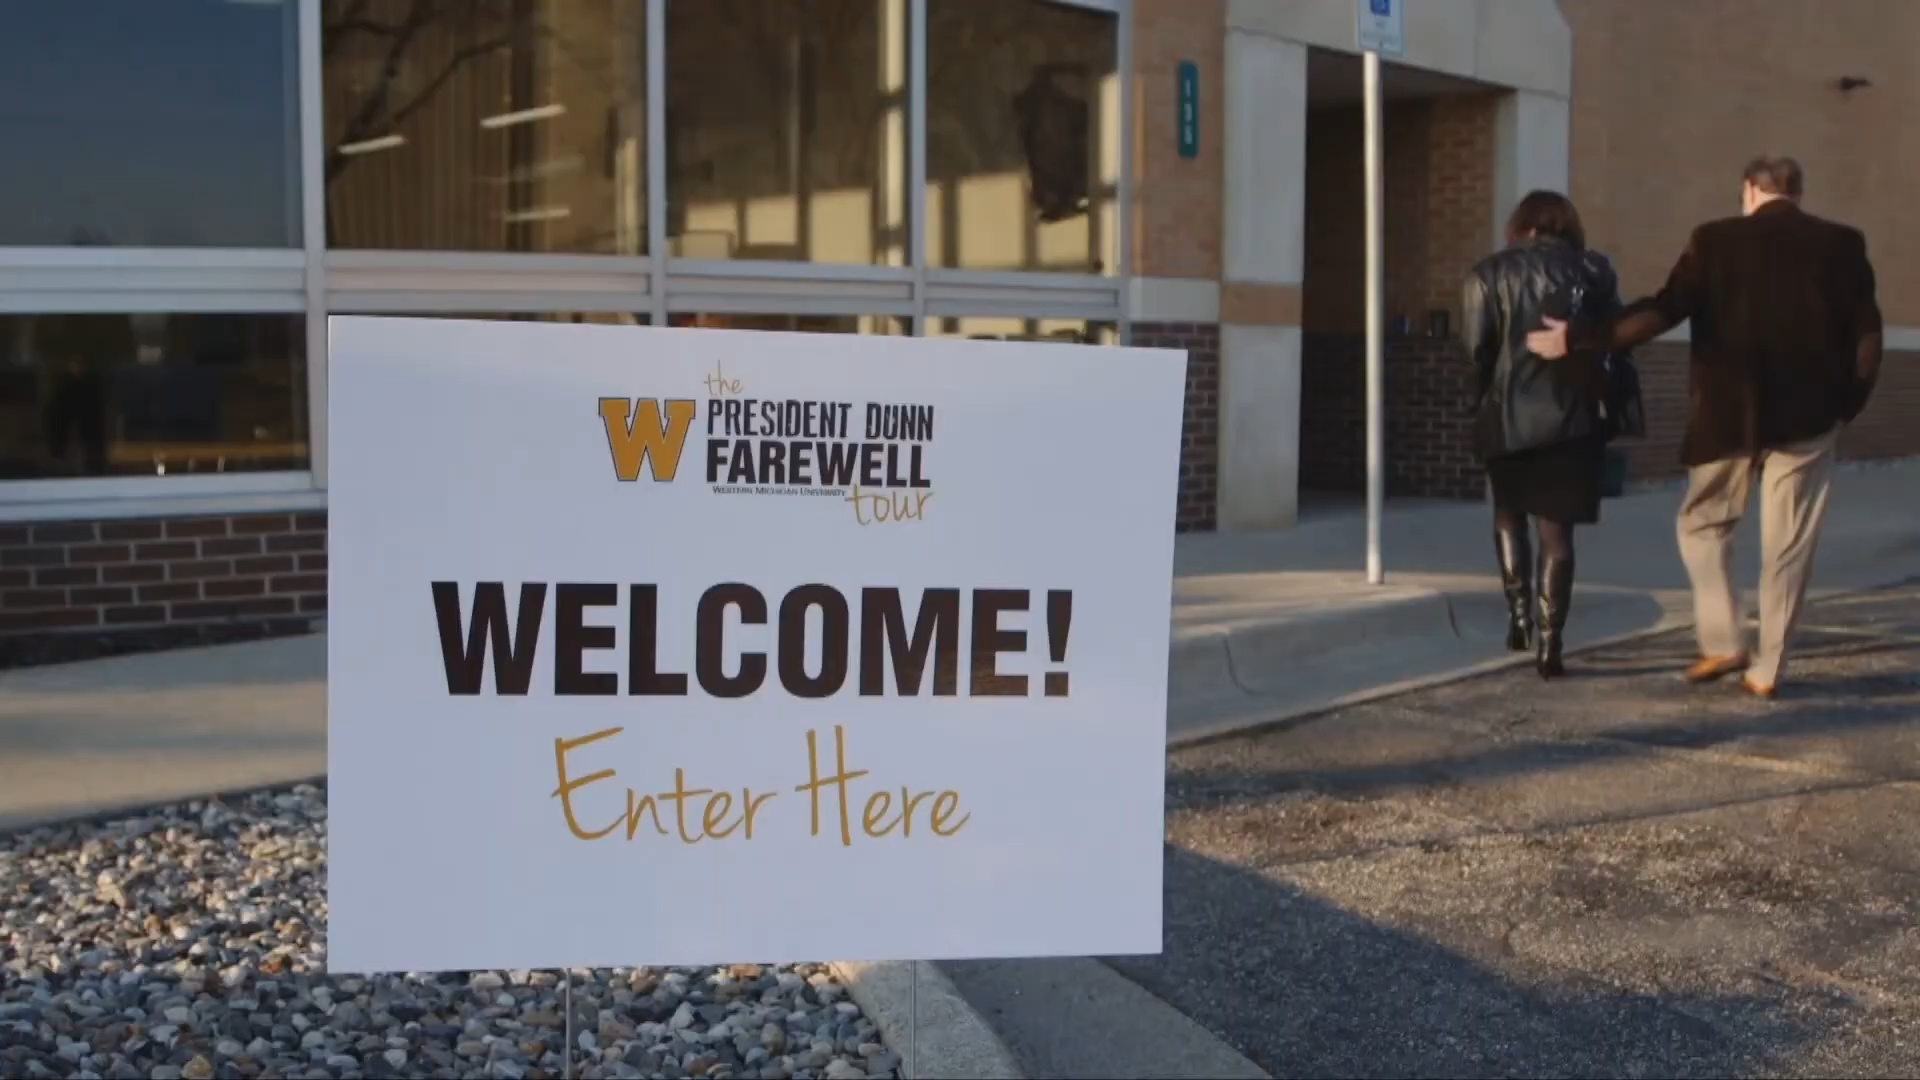 the
W PRESIDENT DUNN
FAREWELL
WESTERN MICHIGAN UNIVERSITY tour
WELCOME!
Enter Here